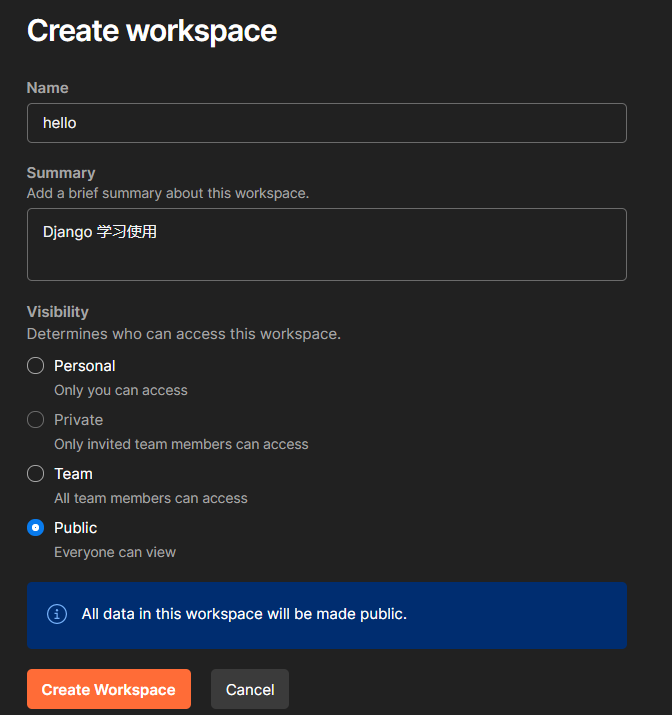 Create workspace
Name
hello
Summary
Add a brief summary about this workspace.
Django 学习使用
Visibility
Determines who can access this workspace.
Personal
Only you can access
Private
Only invited team members can access
Team
All team members can access
Public
Everyone can view
All data in this workspace will be made public.
Create Workspace
Cancel